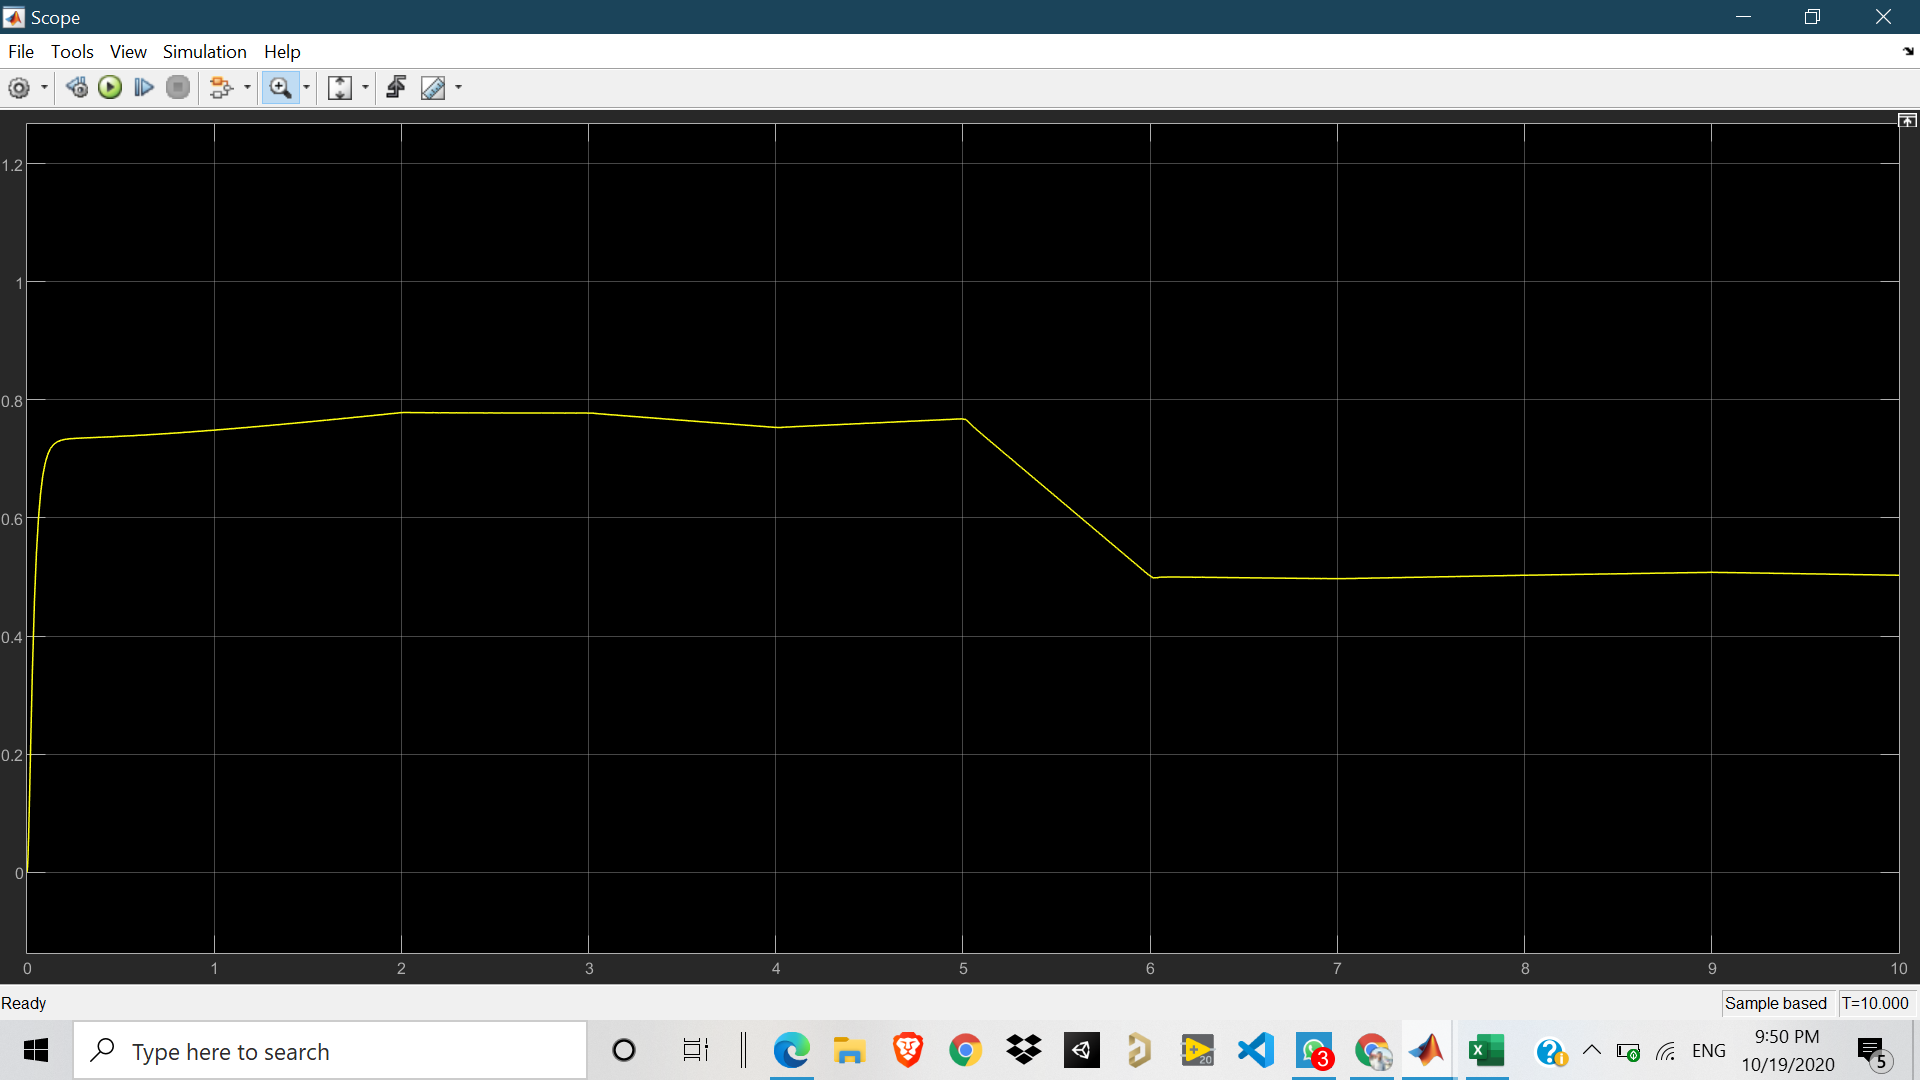 Scope
File Tools View Simulation Help
1.2
1
0.8
0.6
0.4
0.2
0
0 1 2 3 4 5 6 7 8 9 10
Ready
Sample based T=10.000
Type here to search
20
3
ENG
9:50 PM
10/19/2020
5